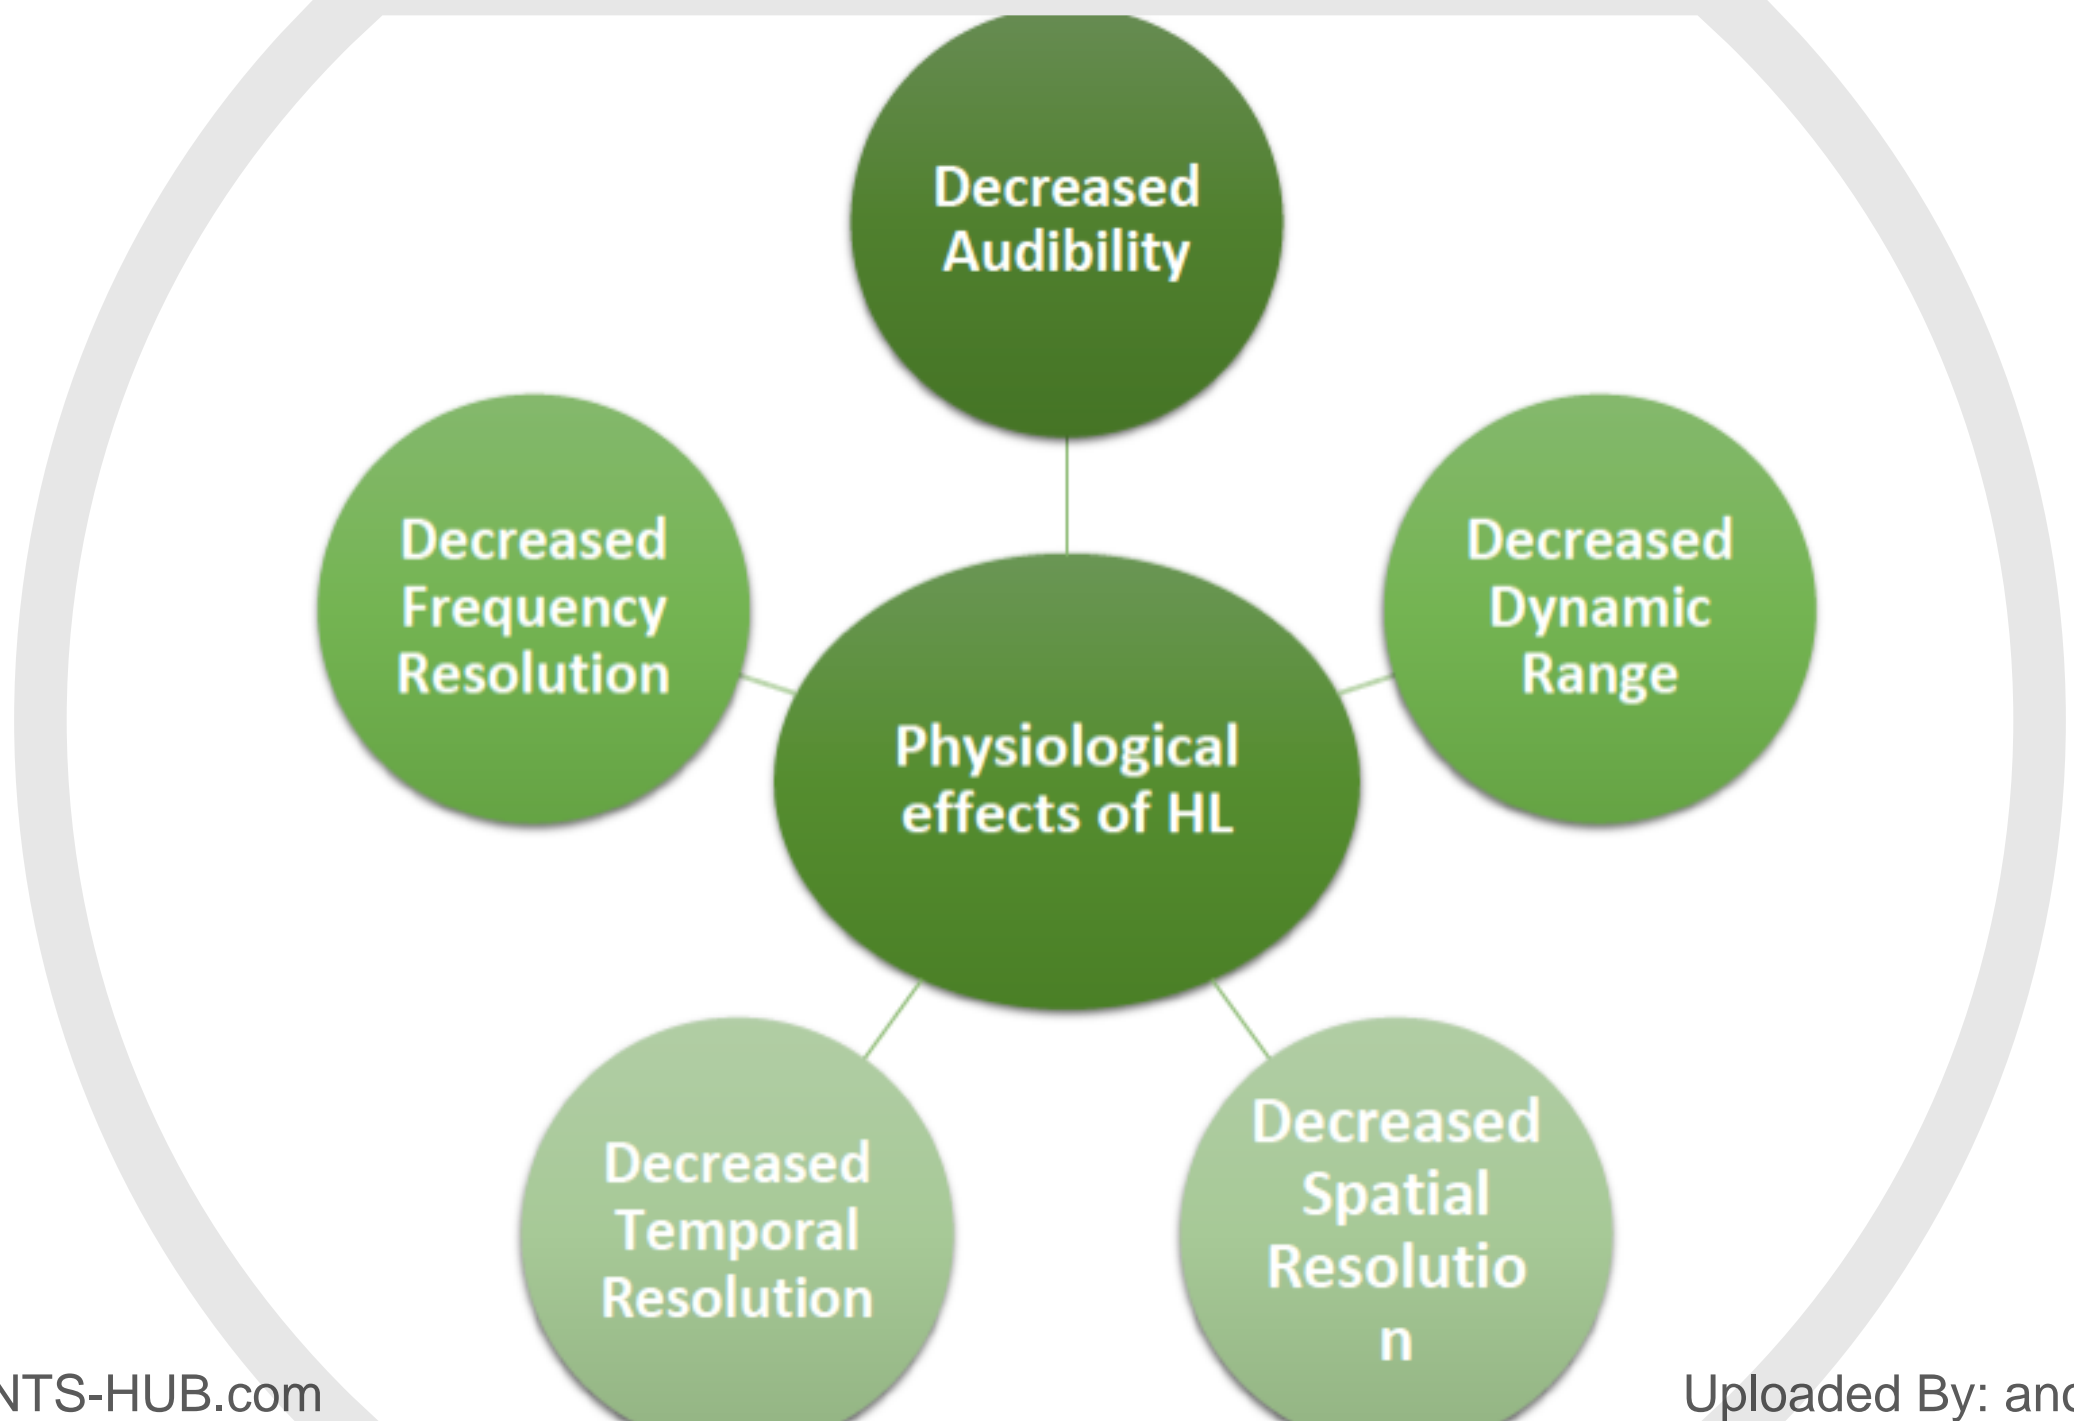 Decreased
Audibility
Decreased
Frequency
Resolution
Decreased
Dynamic
Range
Physiological
effects of HL
Decreased
Temporal
Resolution
Decreased
Spatial
Resolutio
n
NTS-HUB.com
Uploaded By: